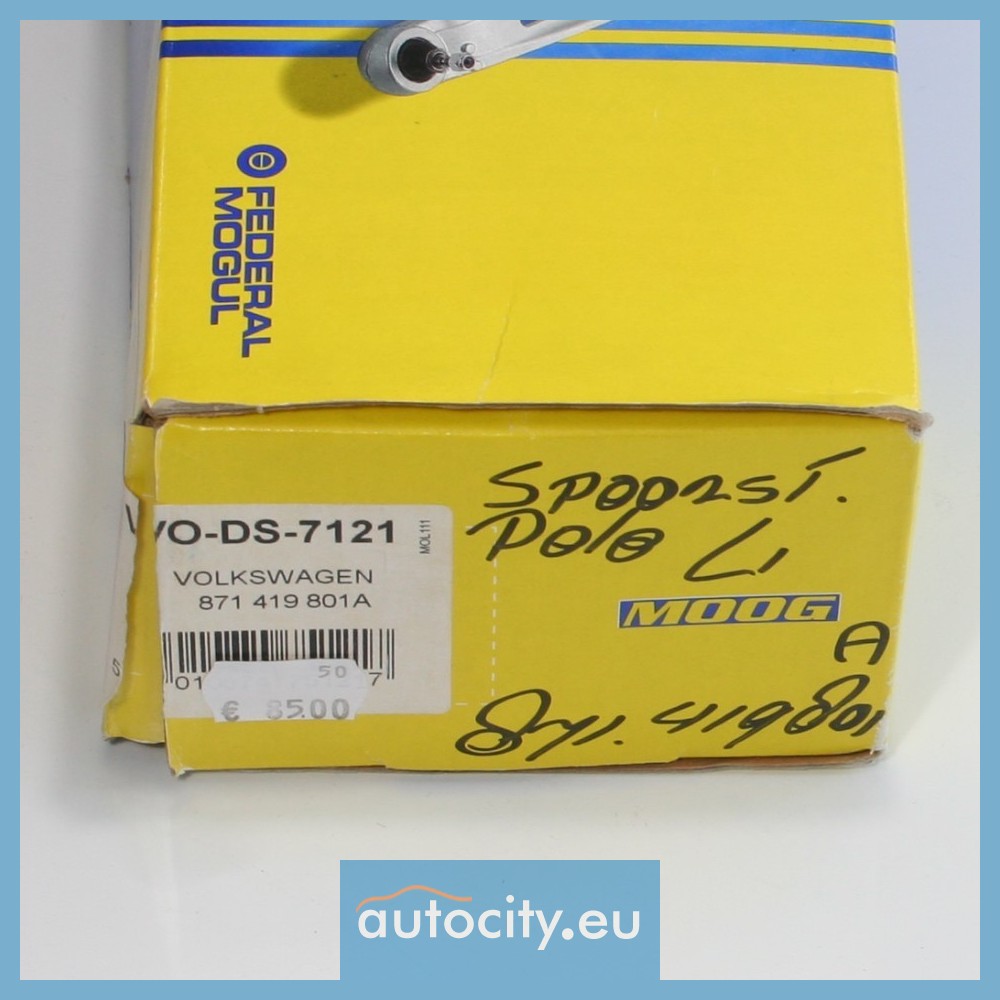 FEDERAL
MOGUL
VO-DS-7121
MOL111
VOLKSWAGEN
871 419 801A
50
€ 85.00
Spoorst.
Polo Li
MOOG
A
871.419801
autocity.eu